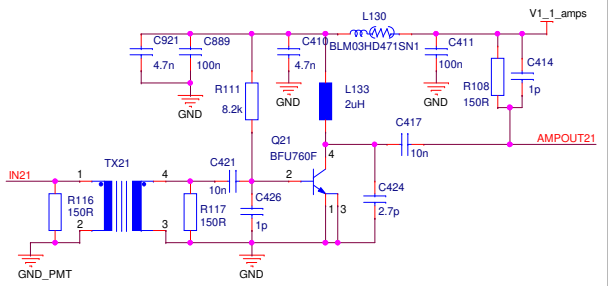 L130
V1_1_amps
C921
4.7n
C889
100n
C410
4.7n
BLM03HD471SN1
C411
100n
C414
1p
R108
150R
GND
GND
GND
R111
8.2k
L133
2uH
C417
10n
AMPOUT21
Q21
BFU760F
4
TX21
C421
10n
IN21
1
4
2
R116
150R
R117
150R
C426
1p
C424
2.7p
1
3
2
3
GND_PMT
GND